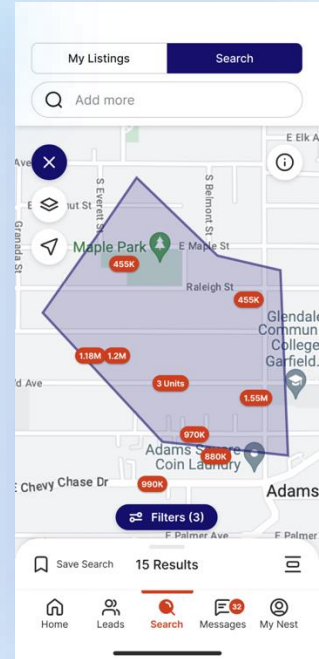 My Listings
Search
Add more
E Elk A
Ave
S Everett St
S Belmont St
nut St
Granada St
Maple Park
E Maple St
455K
Raleigh St
455K
Glendale
Commun
College
Garfield.
1.18M
1.2M
'd Ave
3 Units
1.55M
970K
Adams Square
Coin Laundry
880K
E Chevy Chase Dr
990K
Adams
Filters (3)
E Palmer Ave
E Palmer
Save Search
15 Results
Home
Leads
Search
32
Messages
My Nest